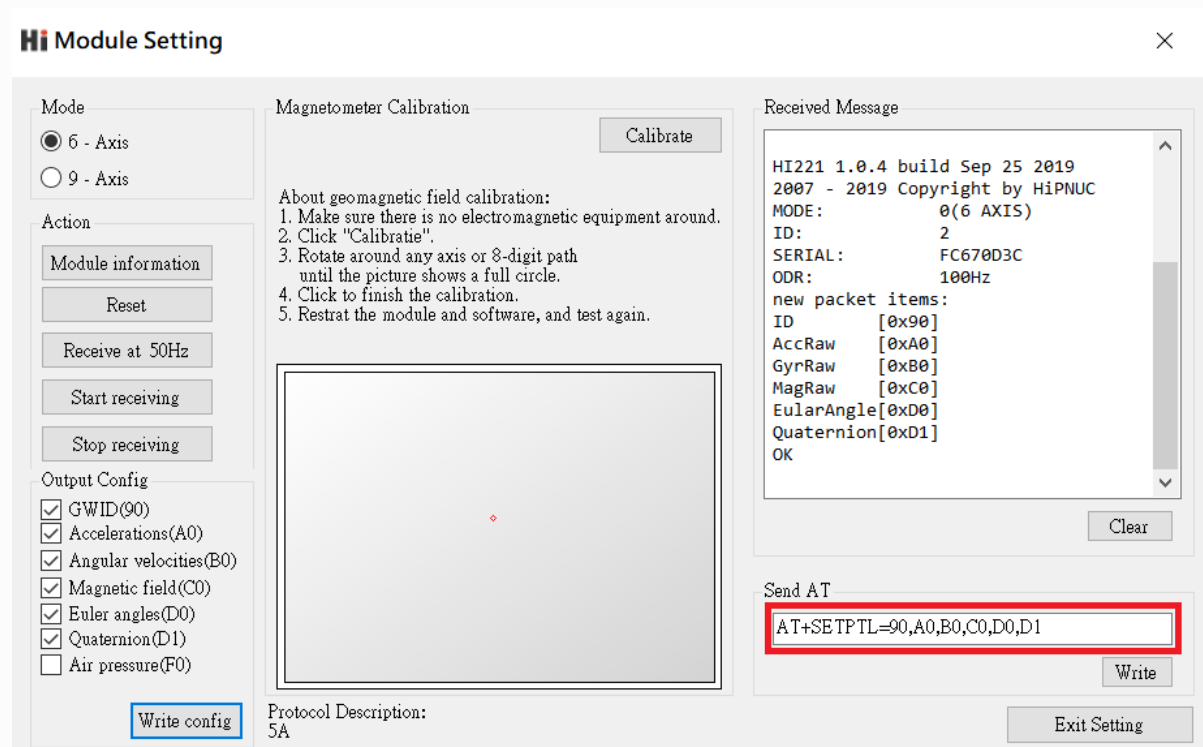 Hi Module Setting
Mode
6 - Axis
9 - Axis
Action
Module information
Reset
Receive at 50Hz
Start receiving
Stop receiving
Output Config
GWID(90)
Accelerations(A0)
Angular velocities(B0)
Magnetic field(C0)
Euler angles(D0)
Quaternion(D1)
Air pressure(F0)
Write config
Magnetometer Calibration
Calibrate
About geomagnetic field calibration:
1. Make sure there is no electromagnetic equipment around.
2. Click "Calibratie".
3. Rotate around any axis or 8-digit path
until the picture shows a full circle.
4. Click to finish the calibration.
5. Restrat the module and software, and test again.
Protocol Description:
5A
Received Message
HI221 1.0.4 build Sep 25 2019
2007 - 2019 Copyright by HiPNUC
MODE: 0(6 AXIS)
ID: 2
SERIAL: FC670D3C
ODR: 100Hz
new packet items:
ID [0x90]
AccRaw [0xA0]
GyrRaw [0xB0]
MagRaw [0xC0]
EularAngle[0xD0]
Quaternion[0xD1]
OK
Clear
Send AT
AT+SETPTL=90,A0,B0,C0,D0,D1
Write
Exit Setting